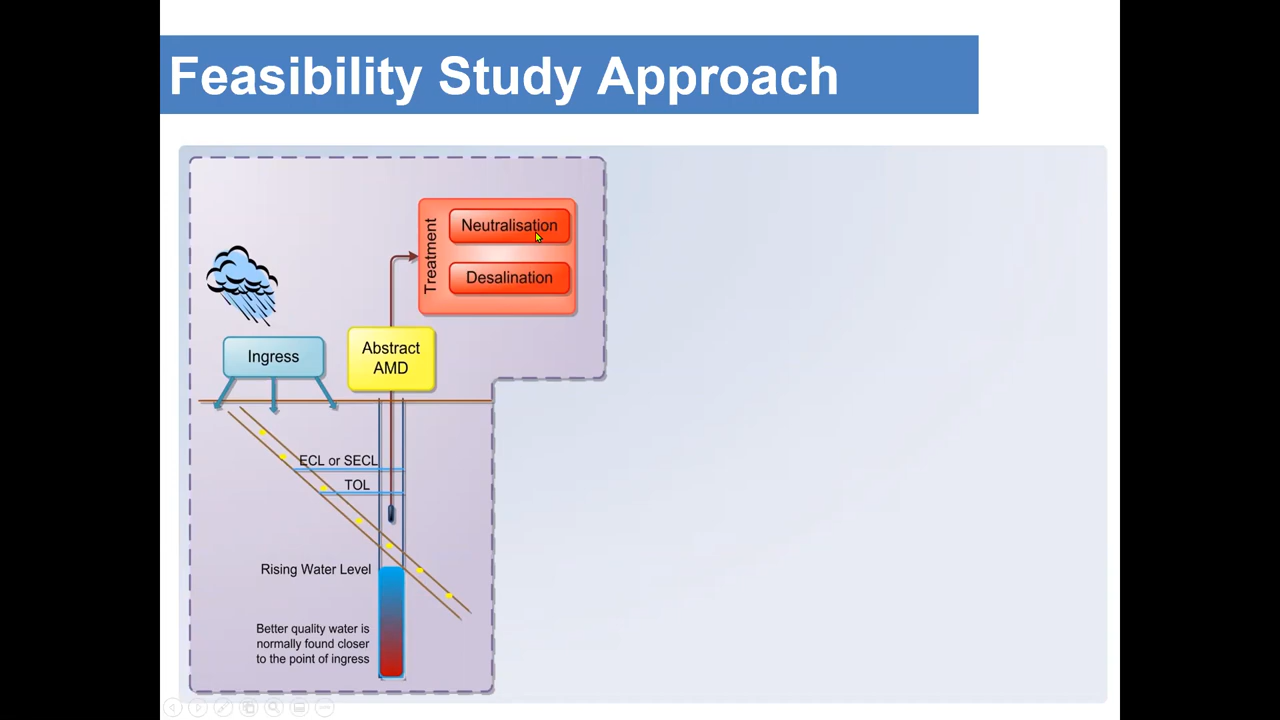 Feasibility Study Approach
Treatment
Neutralisation
Desalination
Ingress
Abstract
AMD
ECL or SECL
TOL
Rising Water Level
Better quality water is
normally found closer
to the point of ingress